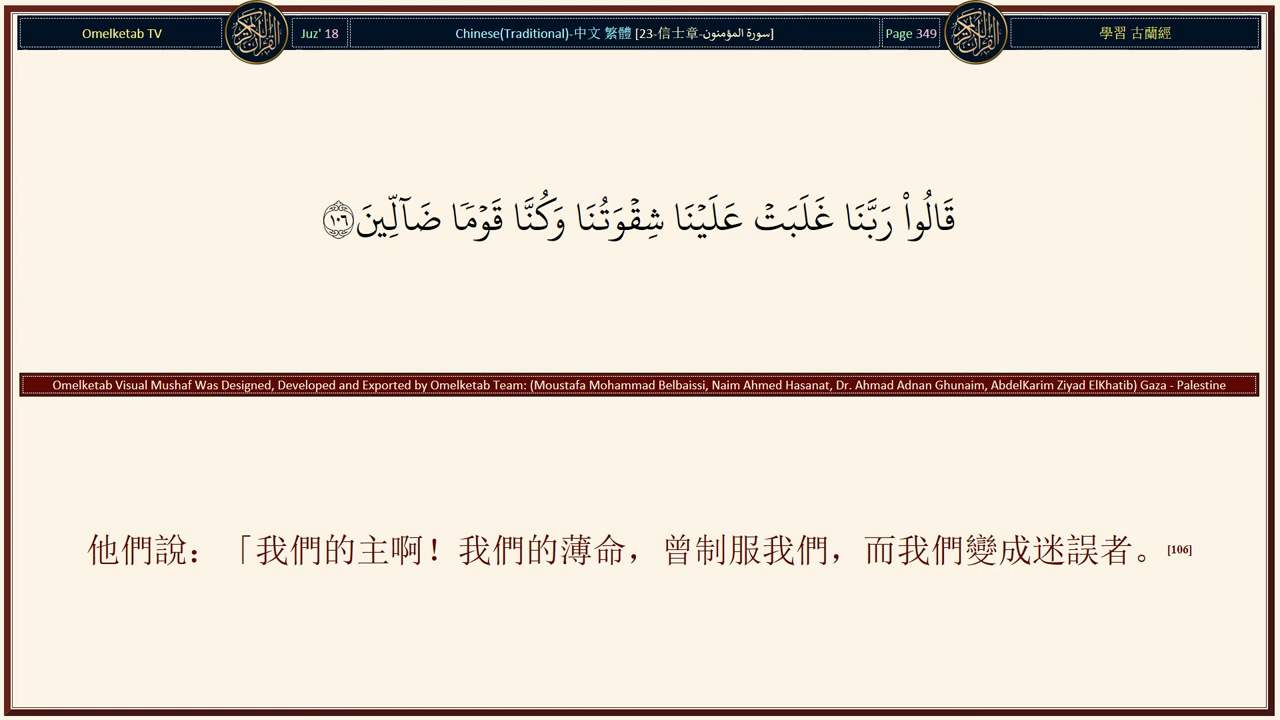 Omelketab TV
Juz' 18
Chinese(Traditional)-中文 繁體 [23-信士章-سورة المؤمنون]
Page 349
學習 古蘭經
قَالُواْ رَبَّنَا غَلَبَتۡ عَلَيۡنَا شِقۡوَتُنَا وَكُنَّا قَوۡمٗا ضَآلِّينَ ١٠٦
Omelketab Visual Mushaf Was Designed, Developed and Exported by Omelketab Team: (Moustafa Mohammad Belbaissi, Naim Ahmed Hasanat, Dr. Ahmad Adnan Ghunaim, AbdelKarim Ziyad ElKhatib) Gaza - Palestine
他們說：「我們的主啊！我們的薄命，曾制服我們，而我們變成迷誤者。[106]